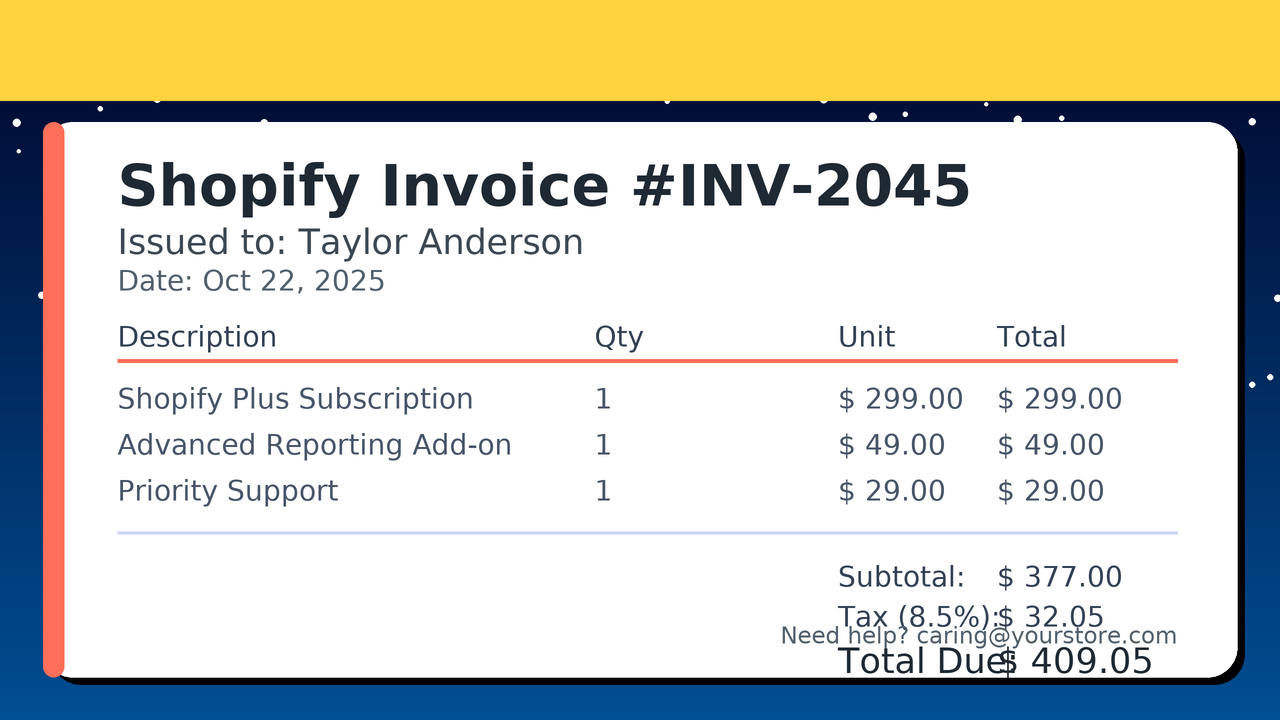 Shopify Invoice #INV-2045
Issued to: Taylor Anderson
Date: Oct 22, 2025
Description Qty Unit Total
Shopify Plus Subscription 1 $ 299.00 $ 299.00
Advanced Reporting Add-on 1 $ 49.00 $ 49.00
Priority Support 1 $ 29.00 $ 29.00
Subtotal: $ 377.00
Tax (8.5%): $ 32.05
Need help? caring@yourstore.com
Total Due: $ 409.05